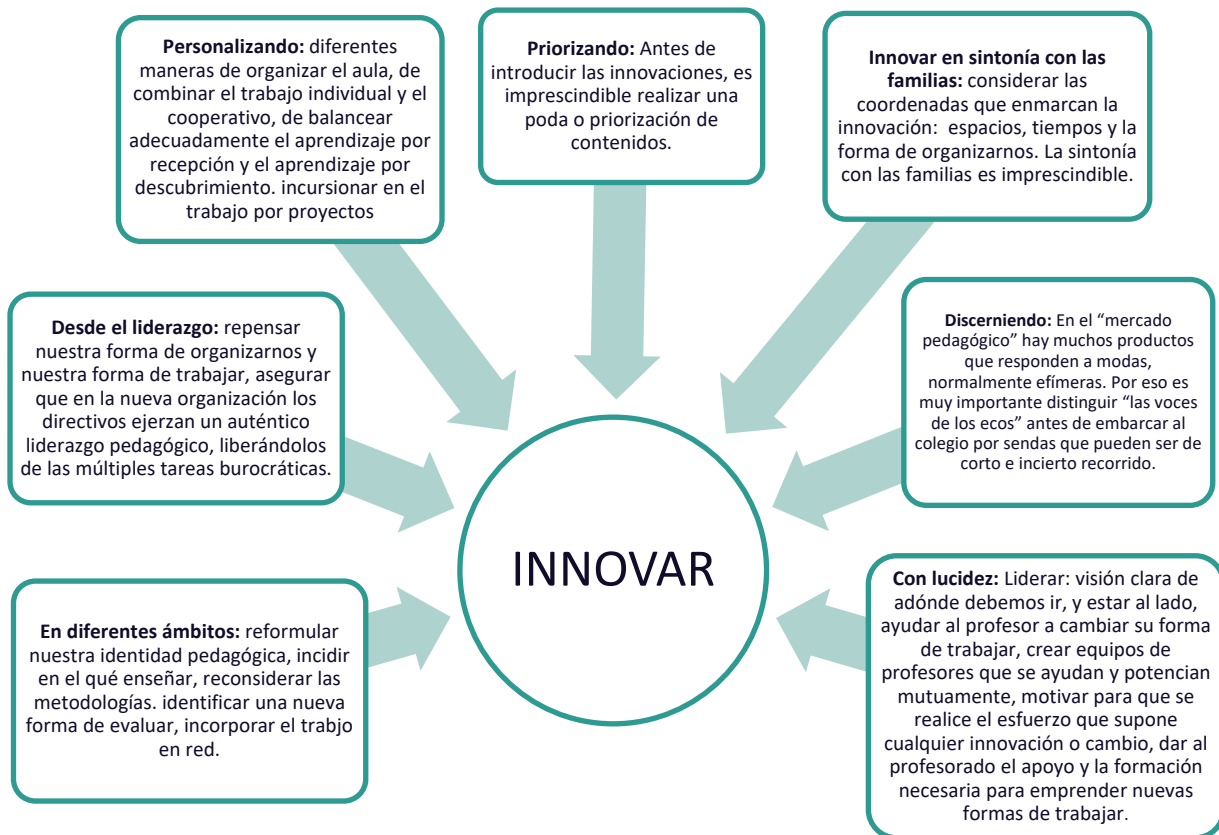 Personalizando: diferentes
maneras de organizar el aula, de
combinar el trabajo individual y el
cooperativo, de balancear
adecuadamente el aprendizaje por
recepción y el aprendizaje por
descubrimiento. incursionar en el
trabajo por proyectos
Priorizando: Antes de
introducir las innovaciones, es
imprescindible realizar una
poda o priorización de
contenidos.
Innovar en sintonía con las
familias: considerar las
coordenadas que enmarcan la
innovación: espacios, tiempos y la
forma de organizarnos. La sintonía
con las familias es imprescindible.
Desde el liderazgo: repensar
nuestra forma de organizarnos y
nuestra forma de trabajar, asegurar
que en la nueva organización los
directivos ejerzan un auténtico
liderazgo pedagógico, liberándolos
de las múltiples tareas burocráticas.
Discerniendo: En el “mercado
pedagógico” hay muchos productos
que responden a modas,
normalmente efímeras. Por eso es
muy importante distinguir “las voces
de los ecos” antes de embarcar al
colegio por sendas que pueden ser de
corto e incierto recorrido.
INNOVAR
En diferentes ámbitos: reformular
nuestra identidad pedagógica, incidir
en el qué enseñar, reconsiderar las
metodologías. identificar una nueva
forma de evaluar, incorporar el trabjo
en red.
Con lucidez: Liderar: visión clara de
adónde debemos ir, y estar al lado,
ayudar al profesor a cambiar su forma
de trabajar, crear equipos de
profesores que se ayudan y potencian
mutuamente, motivar para que se
realice el esfuerzo que supone
cualquier innovación o cambio, dar al
profesorado el apoyo y la formación
necesaria para emprender nuevas
formas de trabajar.